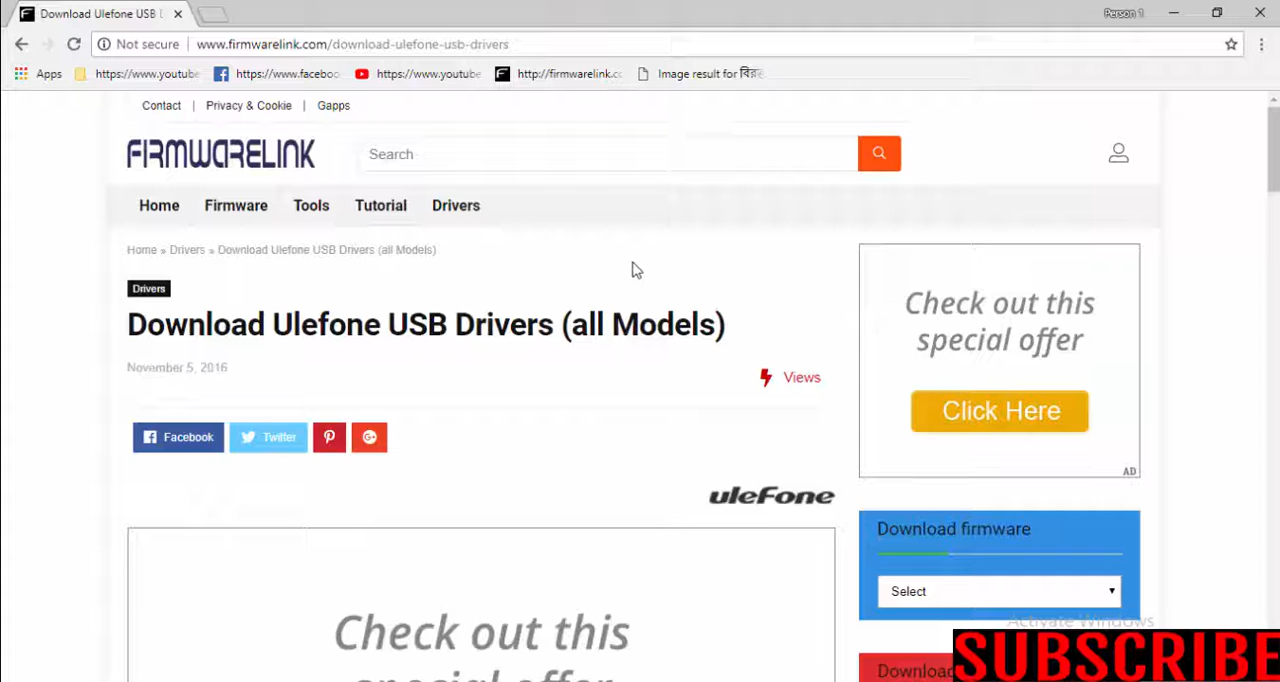 Download Ulefone USB D
Person 1
Not secure
www.firmwarelink.com/download-ulefone-usb-drivers
Apps
https://www.youtube
https://www.faceboo
https://www.youtube
http://firmwarelink.co
Image result for
Contact | Privacy & Cookie | Gapps
FIRMWARELINK
Search
Home Firmware Tools Tutorial Drivers
Home » Drivers » Download Ulefone USB Drivers (all Models)
Drivers
Download Ulefone USB Drivers (all Models)
November 5, 2016
Views
Facebook
Twitter
uleFone
Check out this
special offer
Click Here
AD
Download firmware
Select
Check out this
special offer
Activate Windows
Download
SUBSCRIBE